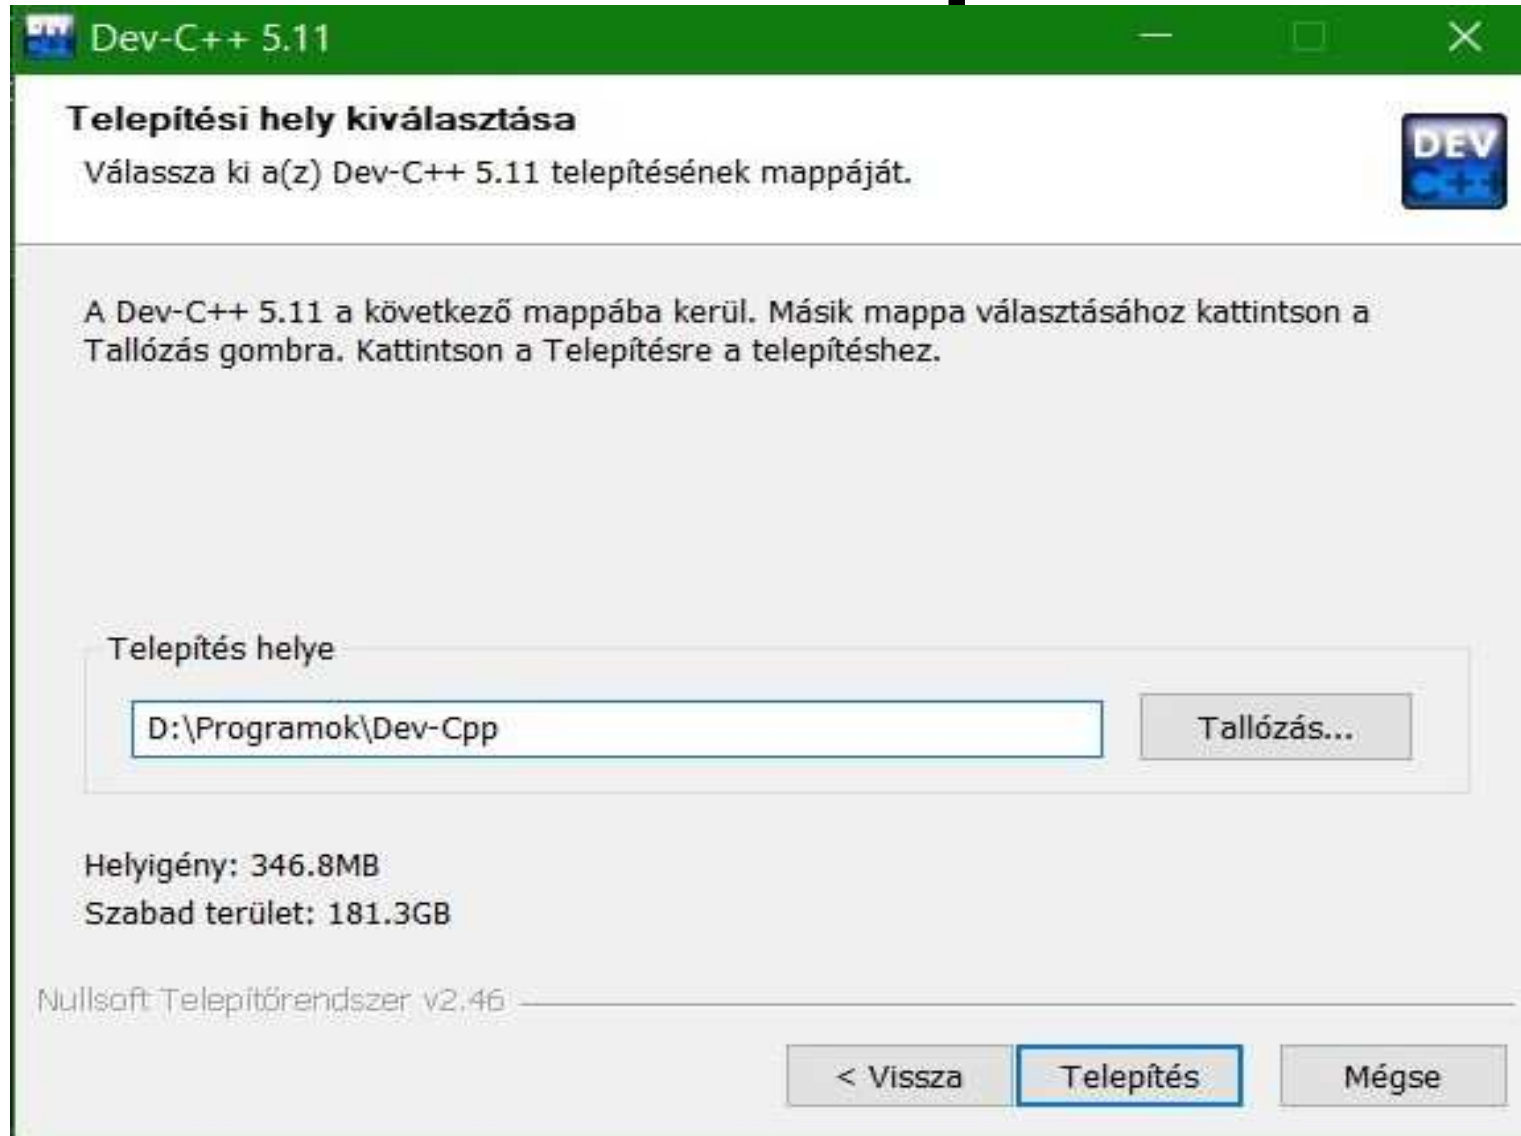 Dev-C++ 5.11
Telepítési hely kiválasztása
Válassza ki a(z) Dev-C++ 5.11 telepítésének mappáját.
DEV
C++
A Dev-C++ 5.11 a következő mappába kerül. Másik mappa választásához kattintson a
Tallózás gombra. Kattintson a Telepítésre a telepítéshez.
Telepítés helye
D:\Programok\Dev-Cpp
Tallózás...
Helyigény: 346.8MB
Szabad terület: 181.3GB
Nullsoft Telepítőrendszer v2.46
< Vissza
Telepítés
Mégse